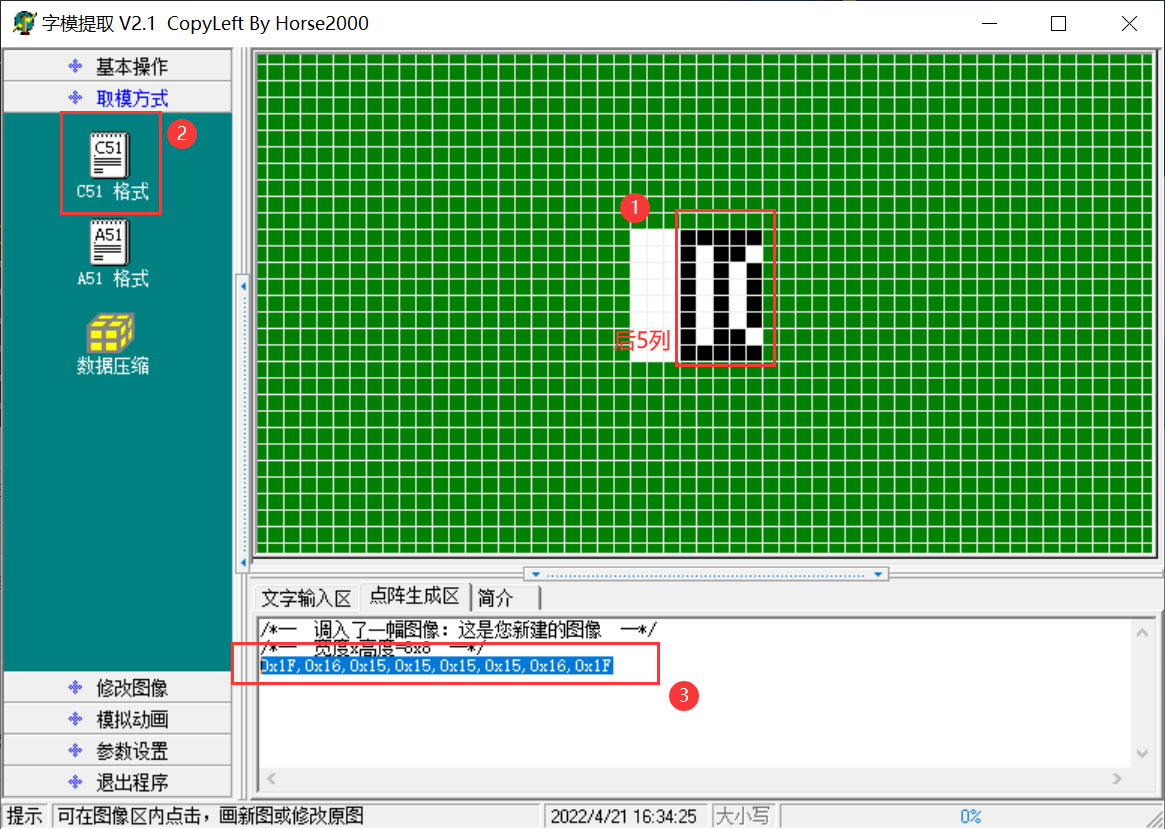 字模提取 V2.1 CopyLeft By Horse2000
基本操作
取模方式
2
C51
C51 格式
A51
A51 格式
数据压缩
1
后5列
文字输入区
点阵生成区
简介
/*— 调入了一幅图像：这是您新建的图像 —*/
/*— 宽度x高度=8x8 —*/
0x1F,0x16,0x15,0x15,0x15,0x15,0x16,0x1F
3
修改图像
模拟动画
参数设置
退出程序
提示
可在图像区内点击，画新图或修改原图
2022/4/21 16:34:25
大小写
0%